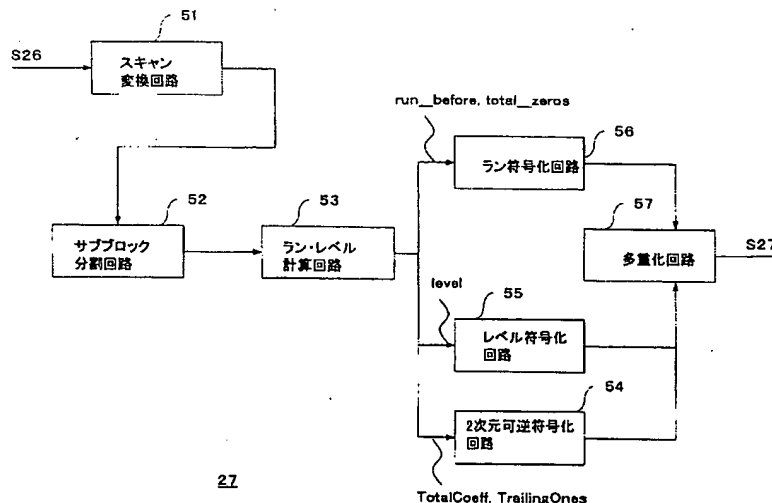 51
S26
スキャン
変換回路
run_before, total_zeros
56
ラン符号化回路
52
53
57
サブブロック
分割回路
ラン・レベル
計算回路
多重化回路
S27
level
55
レベル符号化
回路
54
2次元可逆符号化
回路
27
TotalCoeff, TrailingOnes